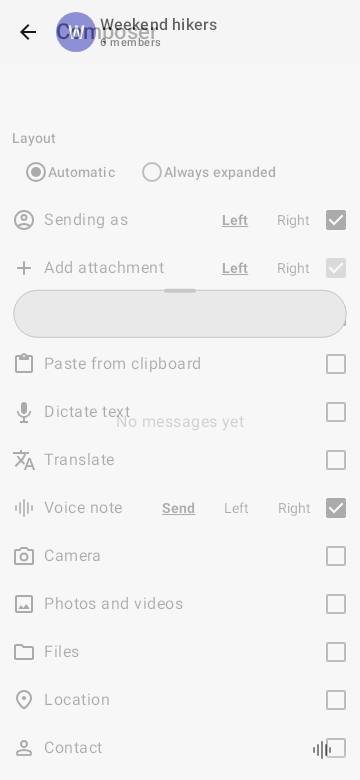 Composer
Weekend hikers
6 members
Layout
Automatic Always expanded
Sending as Left Right
Add attachment Left Right
Paste from clipboard
Dictate text
No messages yet
Translate
Voice note Send Left Right
Camera
Photos and videos
Files
Location
Contact